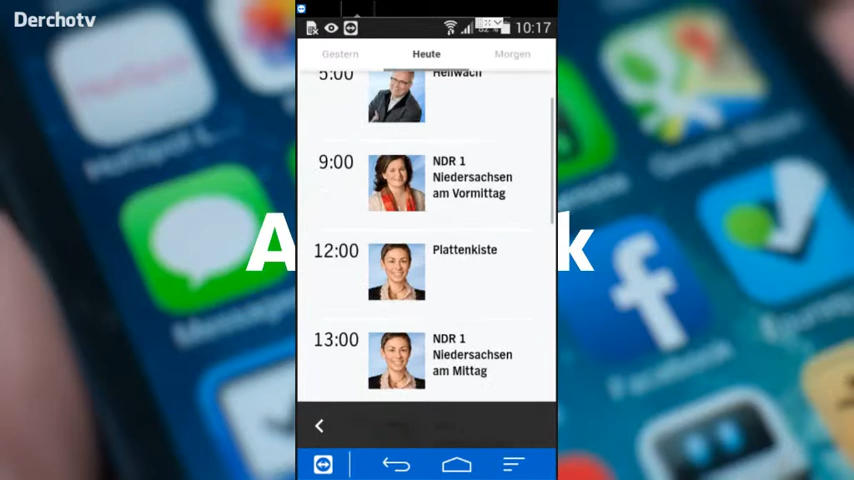 Derchotv
10:17
Gestern Heute Morgen
5:00 Hellwach
9:00 NDR 1
Niedersachsen
am Vormittag
12:00 Plattenkiste
13:00 NDR 1
Niedersachsen
am Mittag
A
k
Facebook